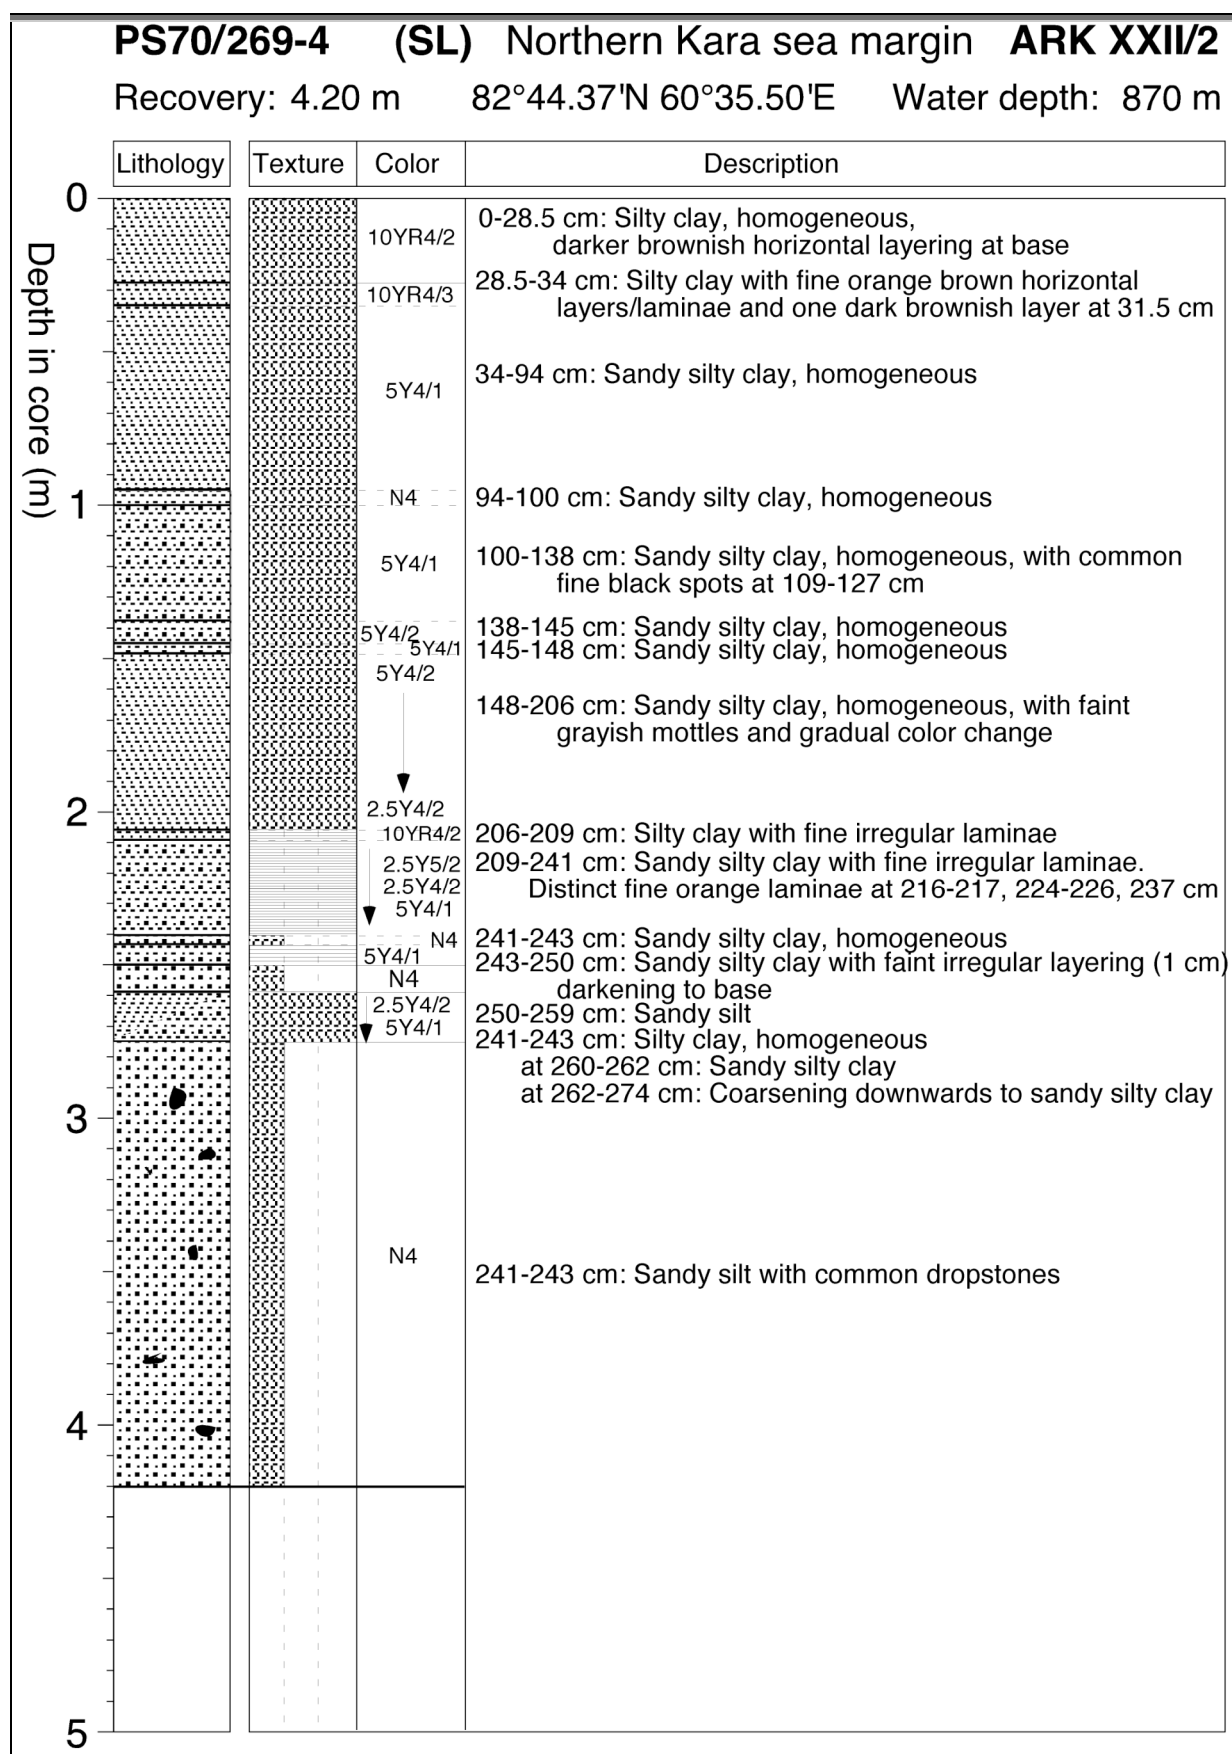 PS70/269-4 (SL) Northern Kara sea margin ARK XXII/2
Recovery: 4.20 m 82°44.37'N 60°35.50'E Water depth: 870 m
Lithology Texture Color Description
Depth in core (m)
0
10YR4/2 0-28.5 cm: Silty clay, homogeneous,
darker brownish horizontal layering at base
10YR4/3 28.5-34 cm: Silty clay with fine orange brown horizontal
layers/laminae and one dark brownish layer at 31.5 cm
5Y4/1 34-94 cm: Sandy silty clay, homogeneous
1 N4 94-100 cm: Sandy silty clay, homogeneous
5Y4/1 100-138 cm: Sandy silty clay, homogeneous, with common
fine black spots at 109-127 cm
5Y4/2 138-145 cm: Sandy silty clay, homogeneous
5Y4/1 145-148 cm: Sandy silty clay, homogeneous
5Y4/2
148-206 cm: Sandy silty clay, homogeneous, with faint
grayish mottles and gradual color change
2 2.5Y4/2
10YR4/2 206-209 cm: Silty clay with fine irregular laminae
2.5Y5/2 209-241 cm: Sandy silty clay with fine irregular laminae.
2.5Y4/2 Distinct fine orange laminae at 216-217, 224-226, 237 cm
5Y4/1
N4 241-243 cm: Sandy silty clay, homogeneous
5Y4/1 243-250 cm: Sandy silty clay with faint irregular layering (1 cm)
N4 darkening to base
2.5Y4/2 250-259 cm: Sandy silt
5Y4/1 241-243 cm: Silty clay, homogeneous
at 260-262 cm: Sandy silty clay
at 262-274 cm: Coarsening downwards to sandy silty clay
3
N4
241-243 cm: Sandy silt with common dropstones
4
5